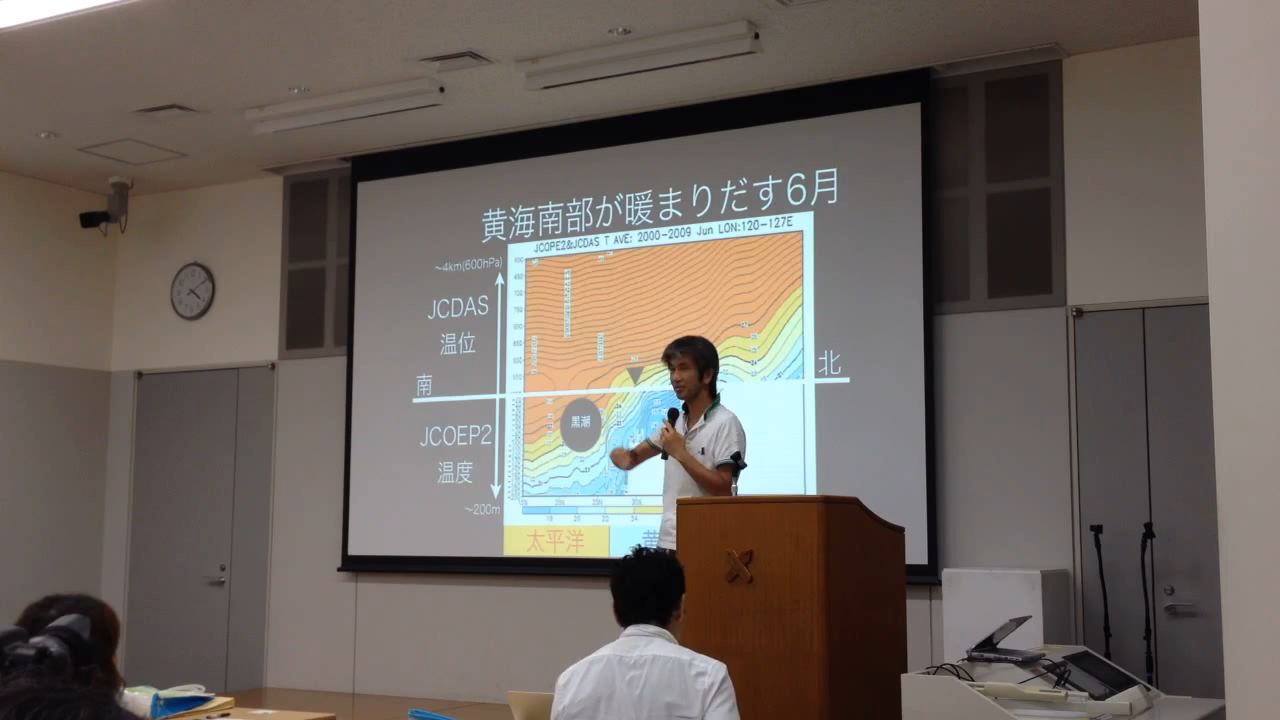 黄海南部が暖まりだす6月
JCOPE2&JCDAS T AVE: 2000-2009 Jun LON:120-127E
~4km(600hPa)
JCDAS
温位
南
北
黒潮
JCOEP2
温度
~200m
太平洋
黄